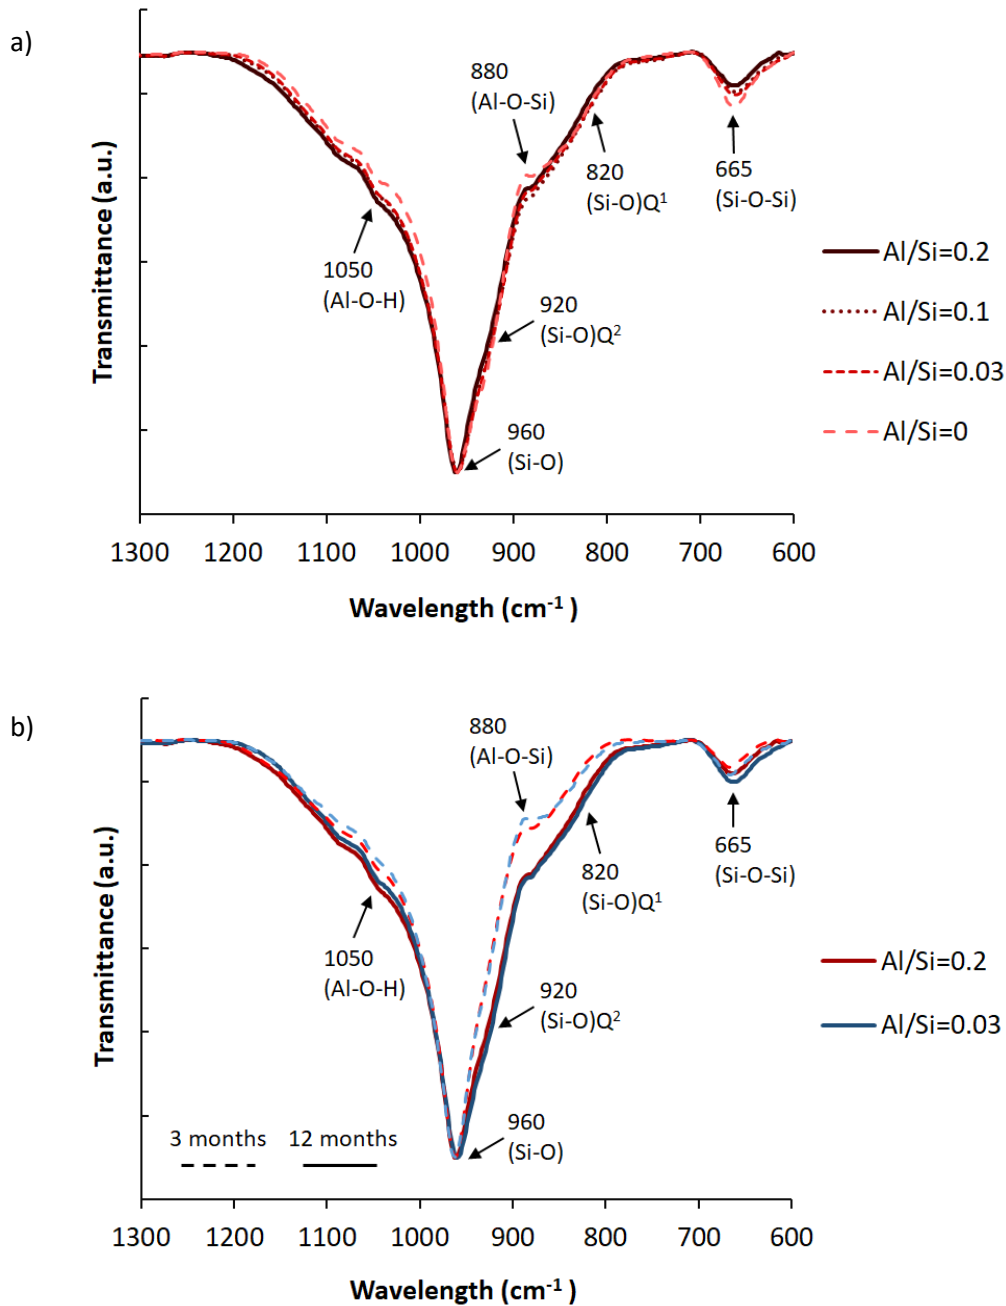 a)
880
(Al-O-Si)
820
(Si-O)Q¹
665
(Si-O-Si)
1050
(Al-O-H)
920
(Si-O)Q²
960
(Si-O)
Transmittance (a.u.)
Al/Si=0.2
Al/Si=0.1
Al/Si=0.03
Al/Si=0
1300 1200 1100 1000 900 800 700 600
Wavelength (cm⁻¹ )
b)
880
(Al-O-Si)
820
(Si-O)Q¹
665
(Si-O-Si)
1050
(Al-O-H)
920
(Si-O)Q²
960
(Si-O)
Transmittance (a.u.)
Al/Si=0.2
Al/Si=0.03
3 months 12 months
1300 1200 1100 1000 900 800 700 600
Wavelength (cm⁻¹ )